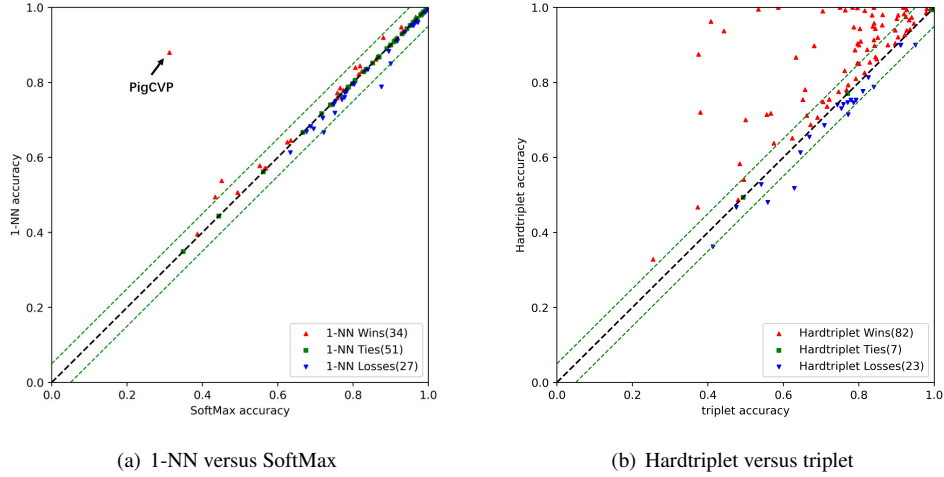 1.0
0.8
0.6
0.4
0.2
0.0
0.0
0.2
0.4
0.6
0.8
1.0
1-NN accuracy
SoftMax accuracy
PigCVP
1-NN Wins(34)
1-NN Ties(51)
1-NN Losses(27)
(a) 1-NN versus SoftMax
1.0
0.8
0.6
0.4
0.2
0.0
0.0
0.2
0.4
0.6
0.8
1.0
Hardtriplet accuracy
triplet accuracy
Hardtriplet Wins(82)
Hardtriplet Ties(7)
Hardtriplet Losses(23)
(b) Hardtriplet versus triplet